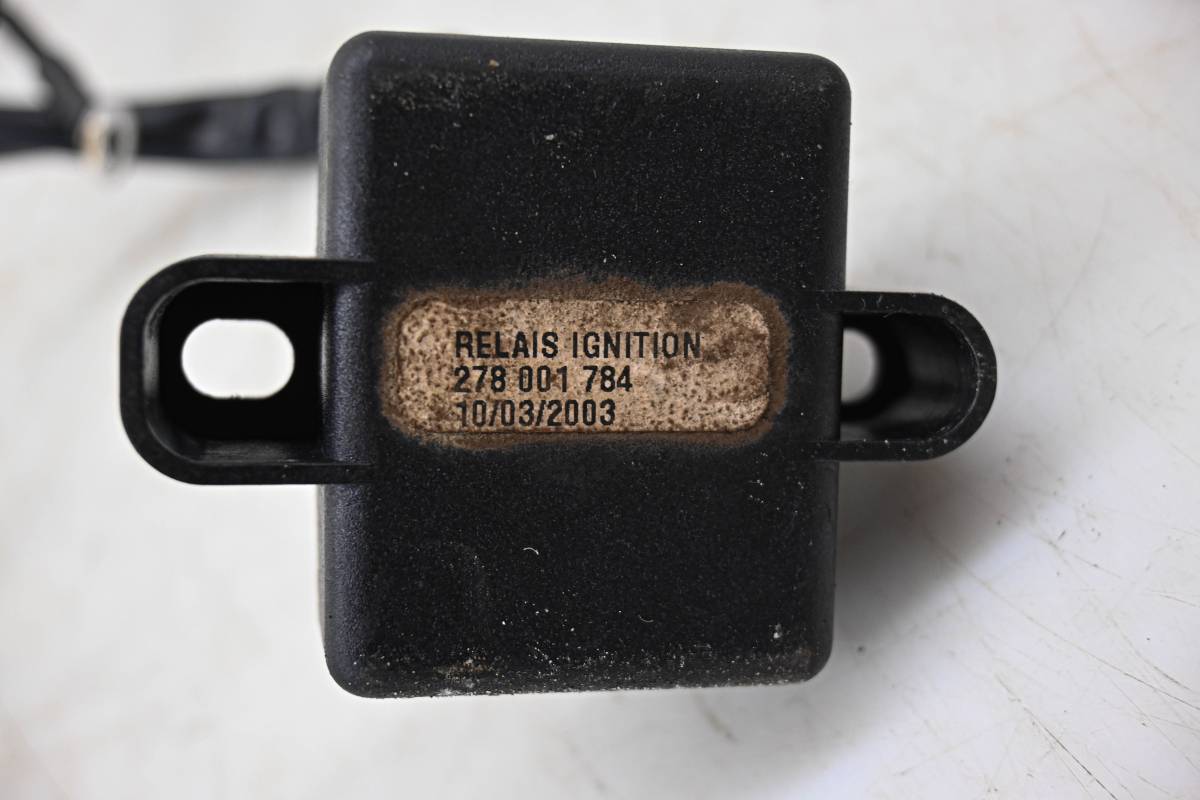 RELAIS IGNITION
278 001 784
10/03/2003